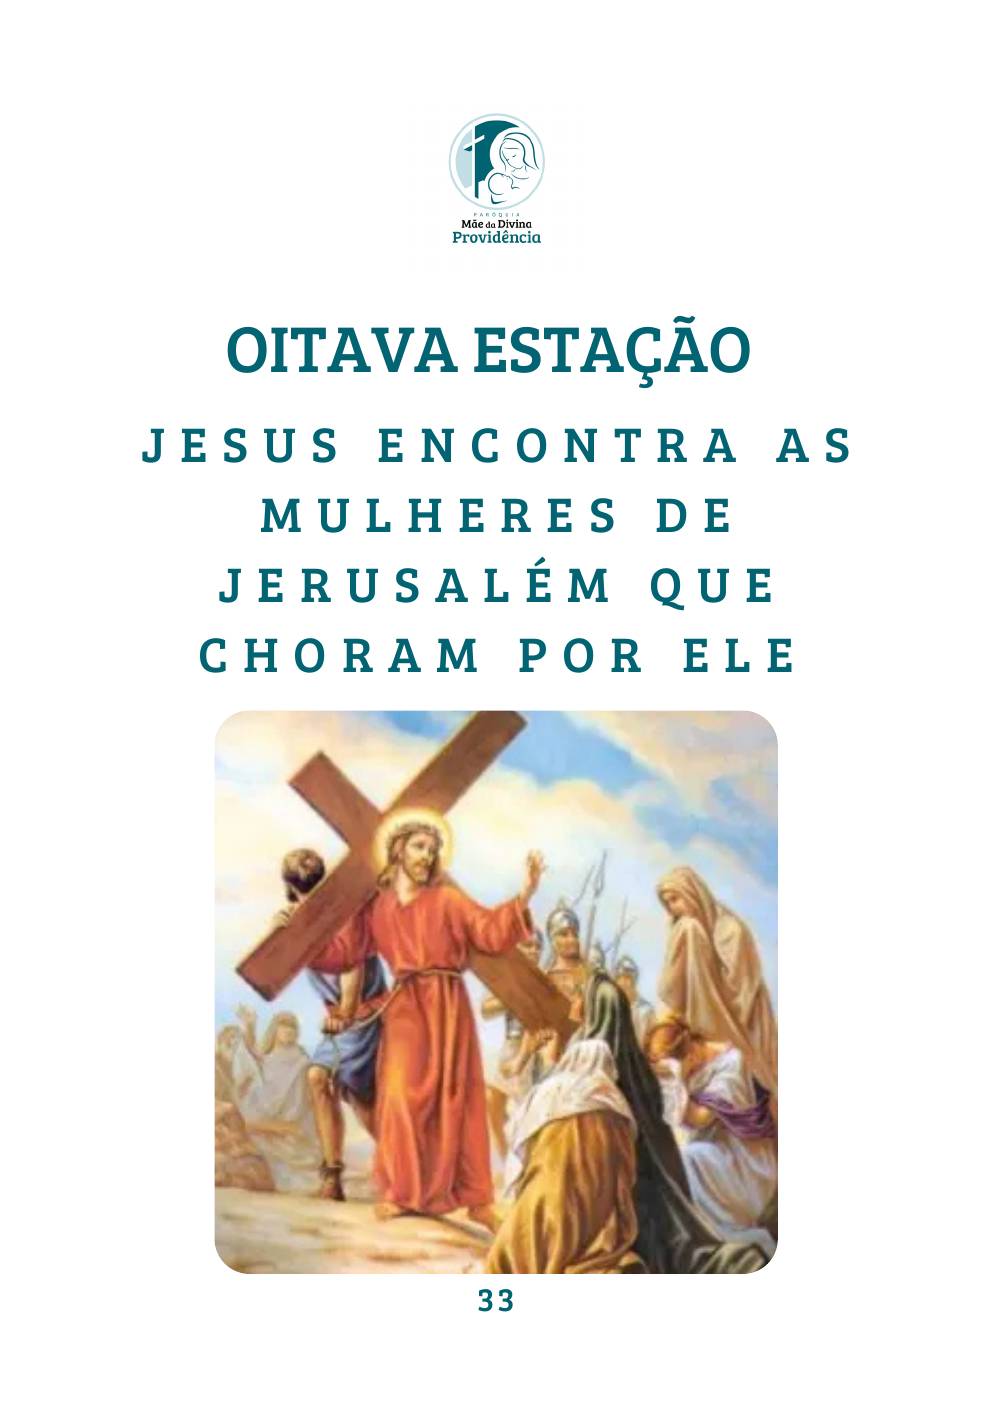 PARÓQUIA
Mãe da Divina
Providência
OITAVA ESTAÇÃO
JESUS ENCONTRA AS
MULHERES DE
JERUSALÉM QUE
CHORAM POR ELE
33